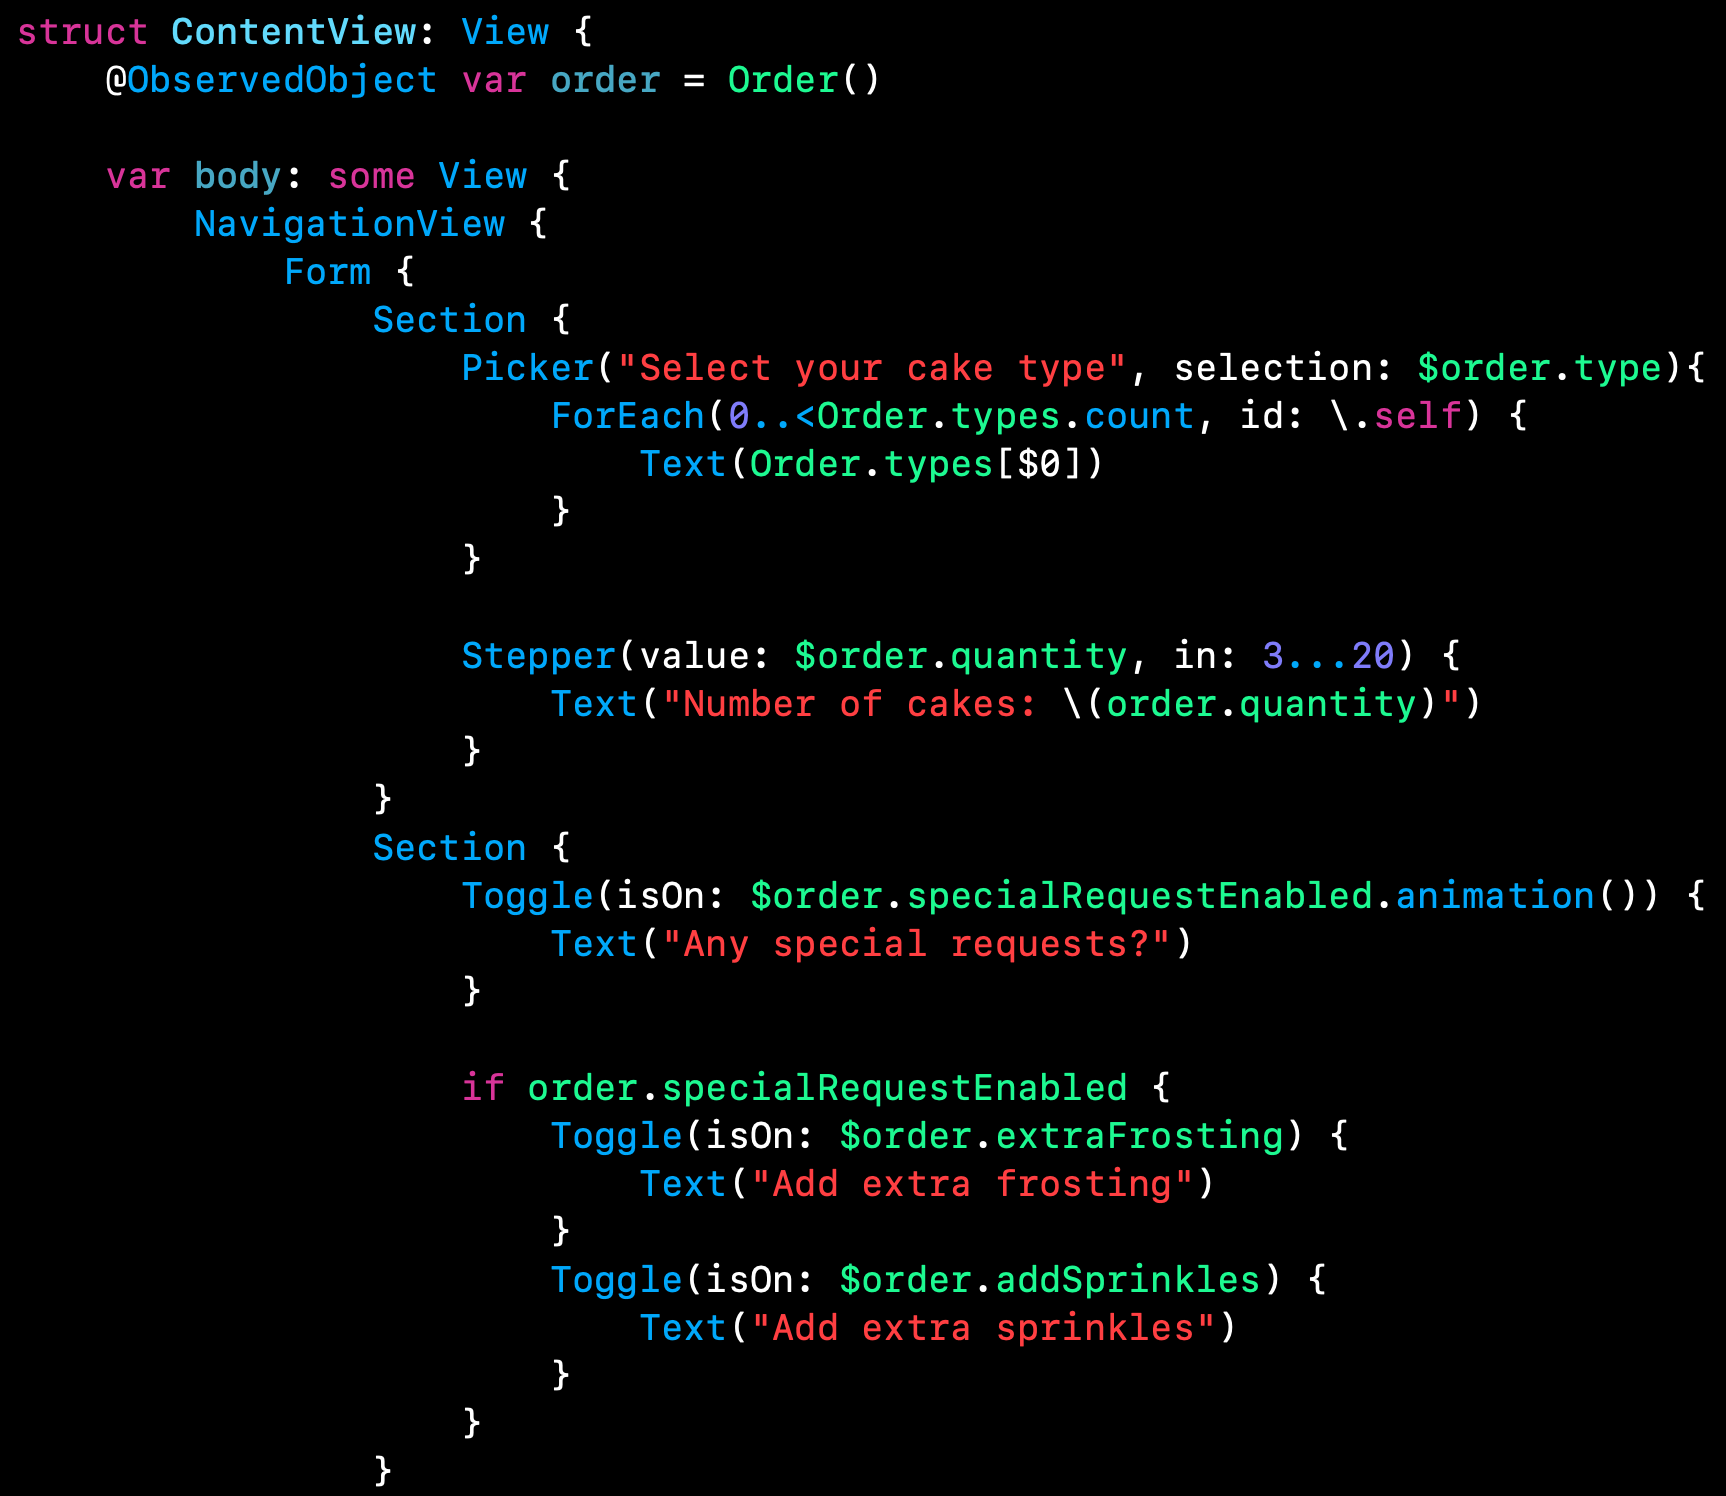 struct ContentView: View {
    @ObservedObject var order = Order()

    var body: some View {
        NavigationView {
            Form {
                Section {
                    Picker("Select your cake type", selection: $order.type){
                        ForEach(0..<Order.types.count, id: \.self) {
                            Text(Order.types[$0])
                        }
                    }

                    Stepper(value: $order.quantity, in: 3...20) {
                        Text("Number of cakes: \(order.quantity)")
                    }
                }
                Section {
                    Toggle(isOn: $order.specialRequestEnabled.animation()) {
                        Text("Any special requests?")
                    }

                    if order.specialRequestEnabled {
                        Toggle(isOn: $order.extraFrosting) {
                            Text("Add extra frosting")
                        }
                        Toggle(isOn: $order.addSprinkles) {
                            Text("Add extra sprinkles")
                        }
                    }
                }